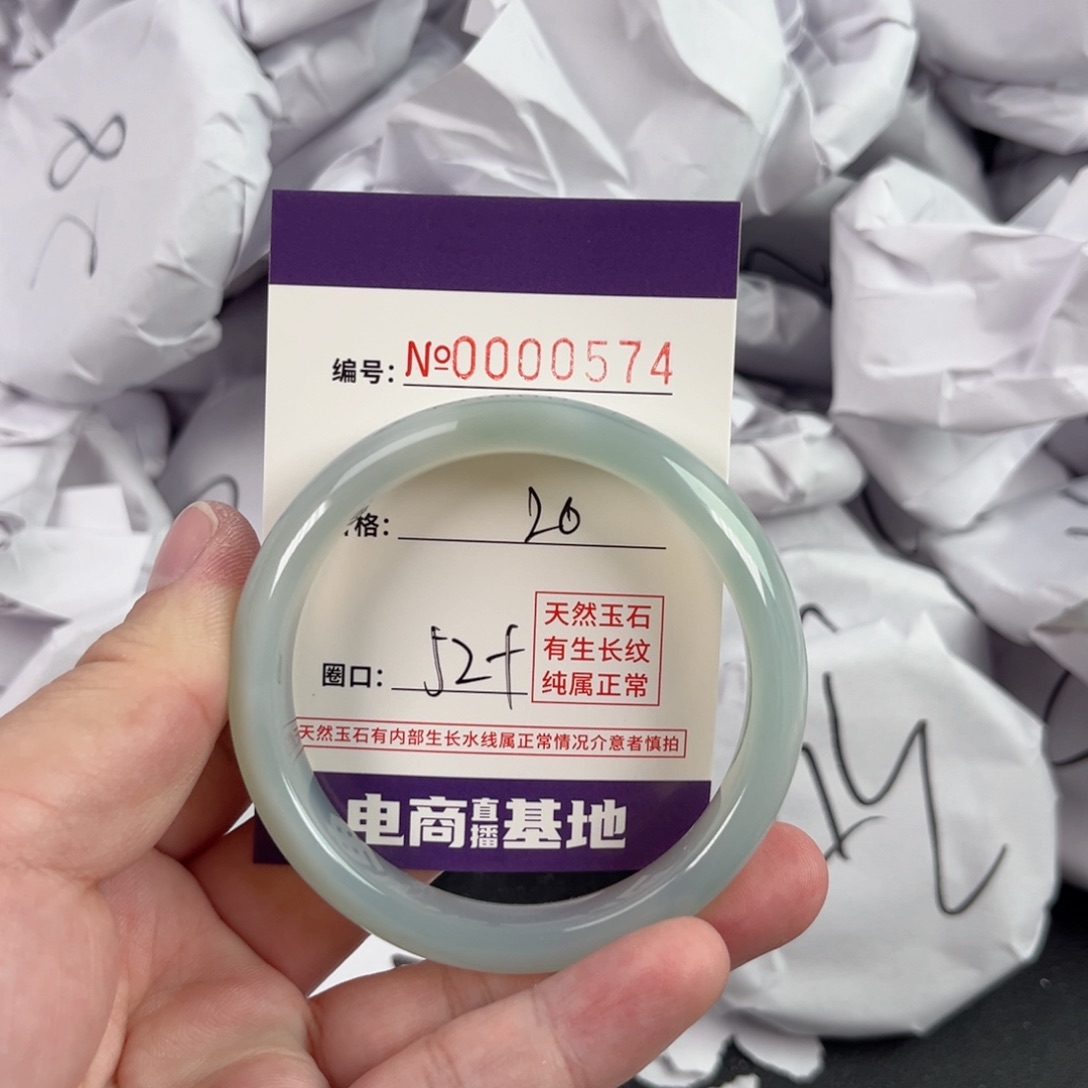 编号: №0000574
格: 20
天然玉石
有生长纹
纯属正常
圈口: 52+
天然玉石有内部生长水线属正常情况介意者慎拍
电商直播基地